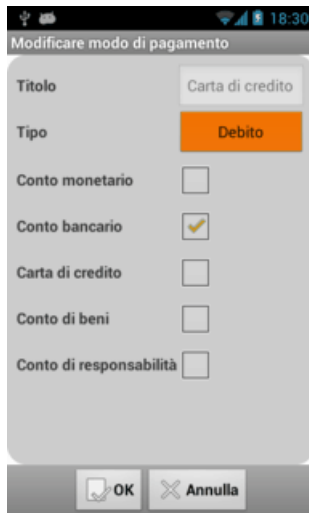 18:30
Modificare modo di pagamento
Titolo Carta di credito
Tipo Debito
Conto monetario
Conto bancario
Carta di credito
Conto di beni
Conto di responsabilità
OK Annulla